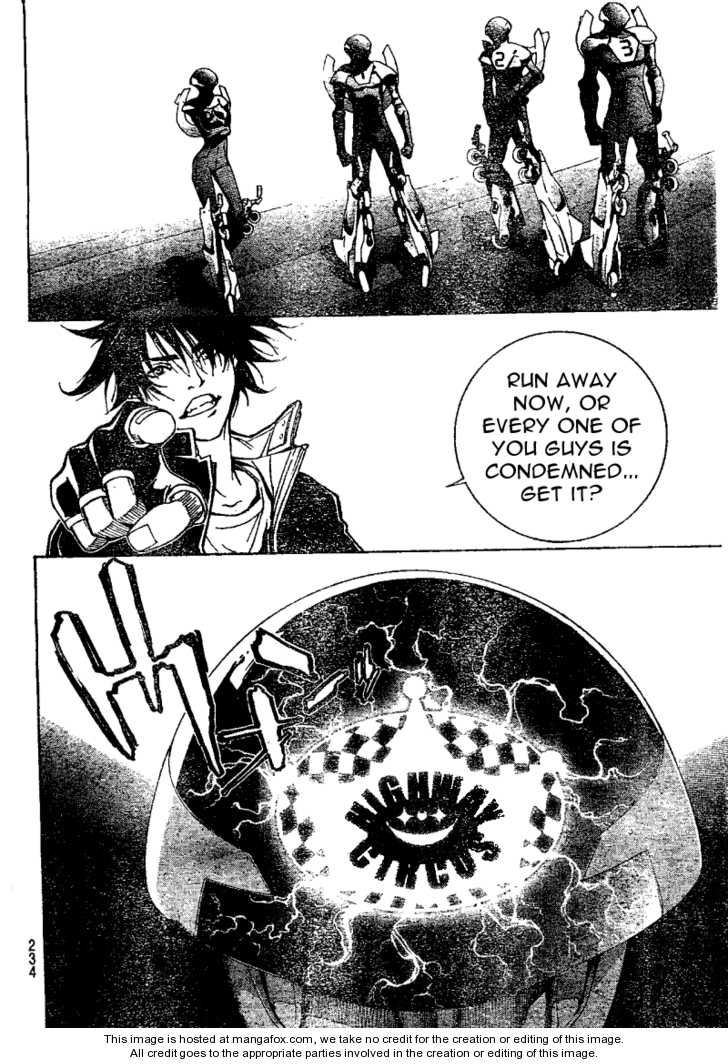 2
3
RUN AWAY
NOW, OR
EVERY ONE OF
YOU GUYS IS
CONDEMNED...
GET IT?
HIGHWAY
CIRCUS
234
This image is hosted at mangafox.com, we take no credit for the creation or editing of this image.
All credit goes to the appropriate parties involved in the creation or editing of this image.